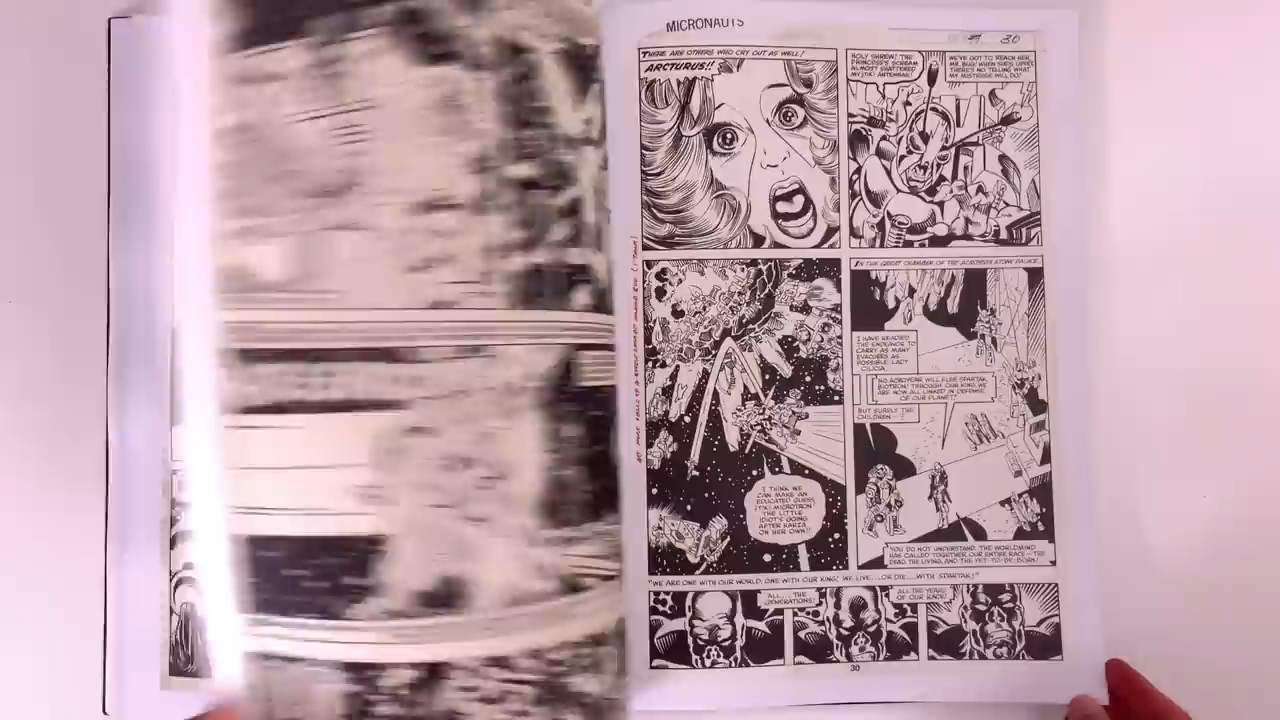 MICRONAUTS
30
THERE ARE OTHERS WHO CRY OUT AS WELL!
ARCTURUS!!
HOLY SHREW! THE
PRINCESS'S SCREAM
ALMOST SHATTERED
MY (TIK) ANTENNAE!
WE'VE GOT TO REACH HER,
MR. BUG! WHEN SHE'S UPSET,
THERE'S NO TELLING WHAT
MY MISTRESS WILL DO!
I THINK WE
CAN MAKE AN
EDUCATED GUESS,
(TIK) MICROTRON!
THE LITTLE
IDIOT'S GOING
AFTER KARZA
ON HER OWN!!
IN THE GREAT CHAMBER OF THE ACROYEAR STONE PALACE...
I HAVE READIED
THE ENDEAVOR TO
CARRY AS MANY
EVACUEES AS
POSSIBLE, LADY
CILICIA.
NO ACROYEAR WILL FLEE SPARTAK,
BIOTRON! THROUGH OUR KING, WE
ARE NOW ALL LINKED IN DEFENSE
OF OUR PLANET!
BUT SURELY THE
CHILDREN--?
YOU DO NOT UNDERSTAND. THE WORLDMIND
HAS CALLED TOGETHER OUR ENTIRE RACE--THE
DEAD, THE LIVING, AND THE YET-TO-BE-BORN!
"WE ARE ONE WITH OUR WORLD, ONE WITH OUR KING! WE LIVE...OR DIE...WITH SPARTAK!"
ALL...THE
GENERATIONS!
ALL THE YEARS
OF OUR RACE!
30